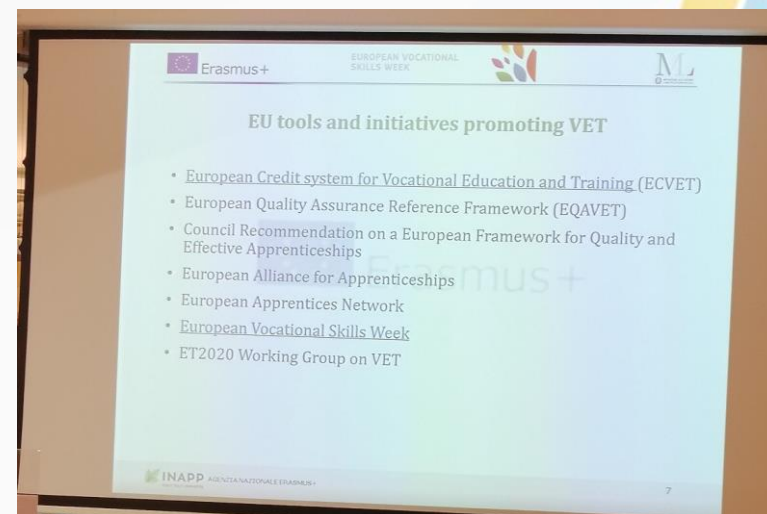 Erasmus+
EUROPEAN VOCATIONAL
SKILLS WEEK
ML
EU tools and initiatives promoting VET
• European Credit system for Vocational Education and Training (ECVET)
• European Quality Assurance Reference Framework (EQAVET)
• Council Recommendation on a European Framework for Quality and
Effective Apprenticeships
• European Alliance for Apprenticeships
• European Apprentices Network
• European Vocational Skills Week
• ET2020 Working Group on VET
Erasmus+
INAPP AGENZIA NAZIONALE ERASMUS+
7